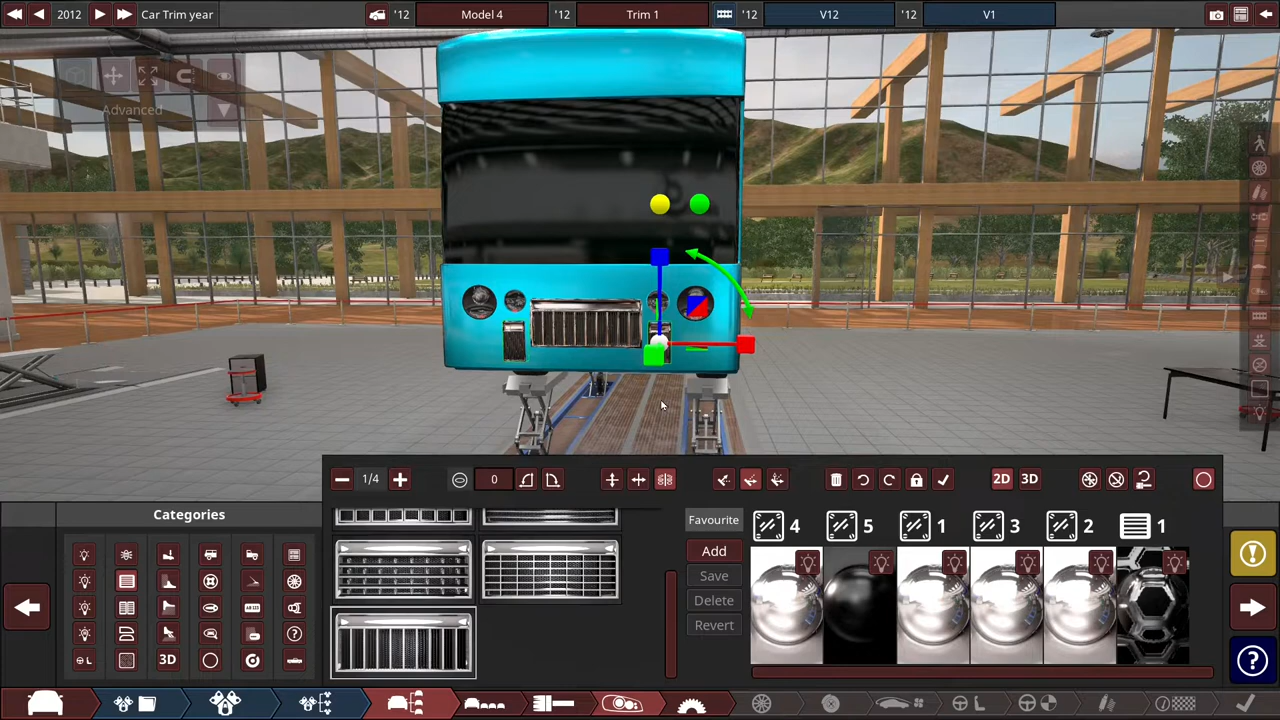 2012 Car Trim year '12 Model 4 '12 Trim 1 '12 V12 '12 V1
Advanced
1/4 0 2D 3D
Categories
Favourite 4 5 1 3 2 1
Add
Save
Delete
Revert
3D
L
?
?